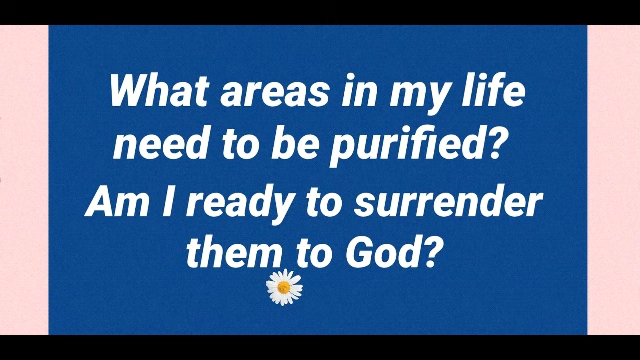 What areas in my life
need to be purified?
Am I ready to surrender
them to God?